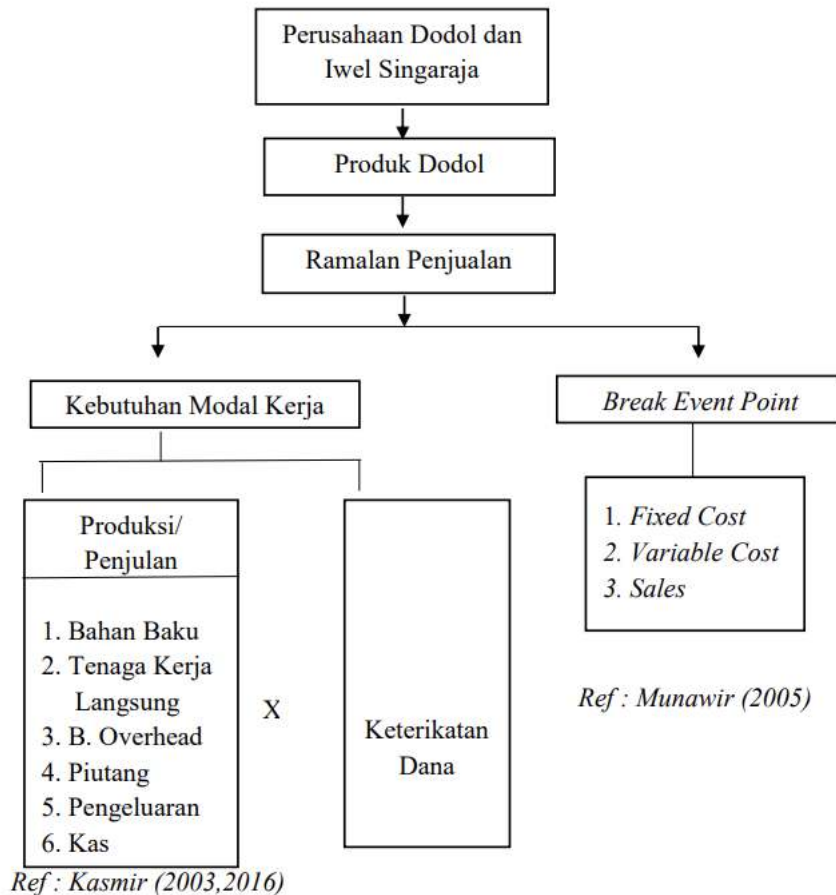 Perusahaan Dodol dan
Iwel Singaraja
Produk Dodol
Ramalan Penjualan
Kebutuhan Modal Kerja
Break Event Point
Produksi/
Penjulan
1. Bahan Baku
2. Tenaga Kerja
Langsung
3. B. Overhead
4. Piutang
5. Pengeluaran
6. Kas
X
Keterikatan
Dana
1. Fixed Cost
2. Variable Cost
3. Sales
Ref : Munawir (2005)
Ref : Kasmir (2003,2016)